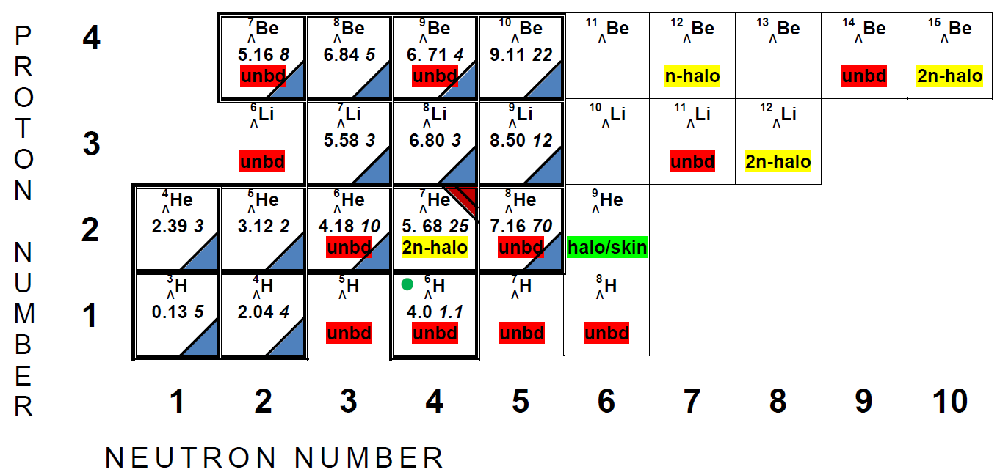 PROTON NUMBER
4
⁷ΛBe ⁸ΛBe ⁹ΛBe ¹⁰ΛBe ¹¹ΛBe ¹²ΛBe ¹³ΛBe ¹⁴ΛBe ¹⁵ΛBe
5.16 8 6.84 5 6. 71 4 9.11 22
unbd unbd n-halo unbd 2n-halo
3
⁶ΛLi ⁷ΛLi ⁸ΛLi ⁹ΛLi ¹⁰ΛLi ¹¹ΛLi ¹²ΛLi
5.58 3 6.80 3 8.50 12
unbd unbd 2n-halo
2
⁴ΛHe ⁵ΛHe ⁶ΛHe ⁷ΛHe ⁸ΛHe ⁹ΛHe
2.39 3 3.12 2 4.18 10 5. 68 25 7.16 70
unbd 2n-halo unbd halo/skin
1
³ΛH ⁴ΛH ⁵ΛH ⁶ΛH ⁷ΛH ⁸ΛH
0.13 5 2.04 4 4.0 1.1
unbd unbd unbd unbd
1 2 3 4 5 6 7 8 9 10
NEUTRON NUMBER